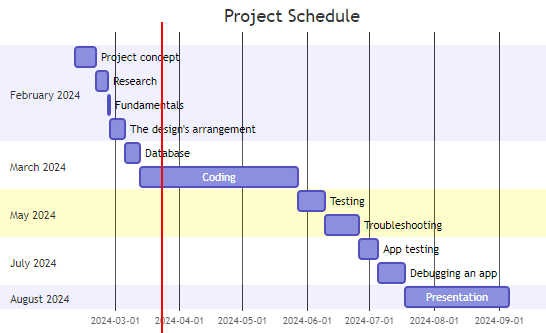 Project Schedule
Project concept
Research
February 2024
Fundamentals
The design's arrangement
Database
March 2024
Coding
Testing
May 2024
Troubleshooting
App testing
July 2024
Debugging an app
August 2024
Presentation
2024-03-01 2024-04-01 2024-05-01 2024-06-01 2024-07-01 2024-08-01 2024-09-01